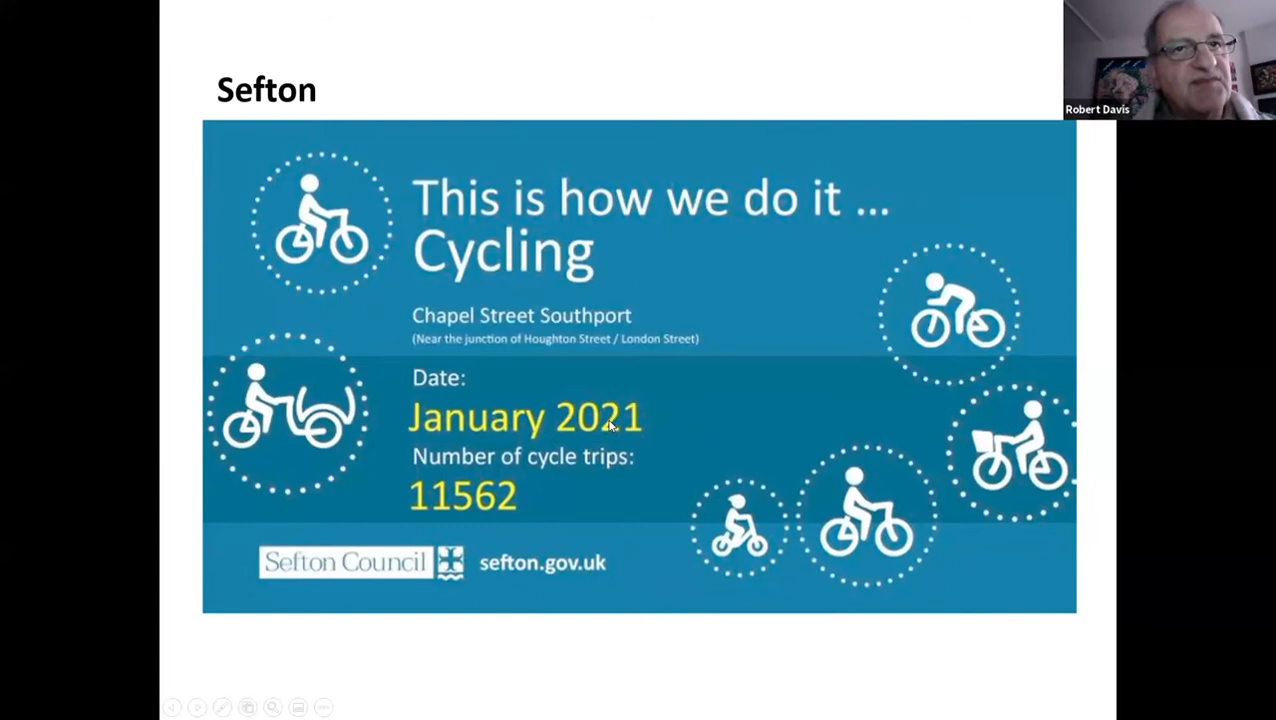 Sefton
Robert Davis
This is how we do it ...
Cycling
Chapel Street Southport
(Near the junction of Houghton Street / London Street)
Date:
January 2021
Number of cycle trips:
11562
Sefton Council
sefton.gov.uk